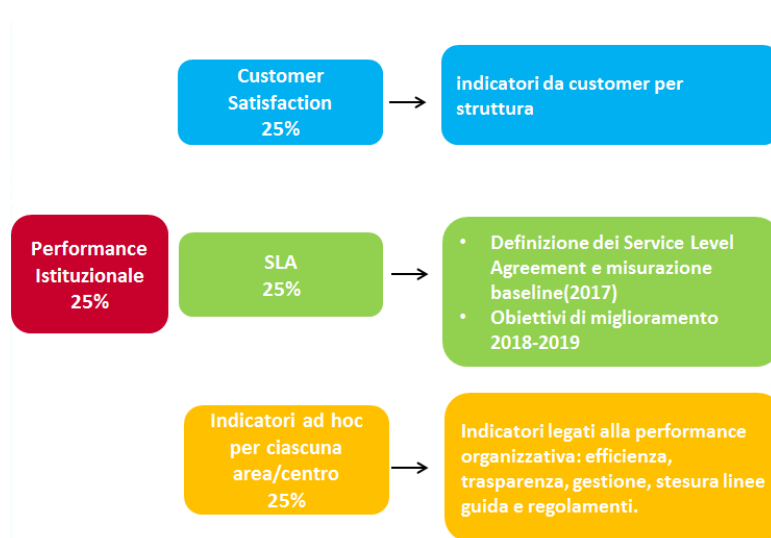 Customer
Satisfaction
25%
indicatori da customer per
struttura
Performance
Istituzionale
25%
SLA
25%
• Definizione dei Service Level
Agreement e misurazione
baseline(2017)
• Obiettivi di miglioramento
2018-2019
Indicatori ad hoc
per ciascuna
area/centro
25%
Indicatori legati alla performance
organizzativa: efficienza,
trasparenza, gestione, stesura linee
guida e regolamenti.